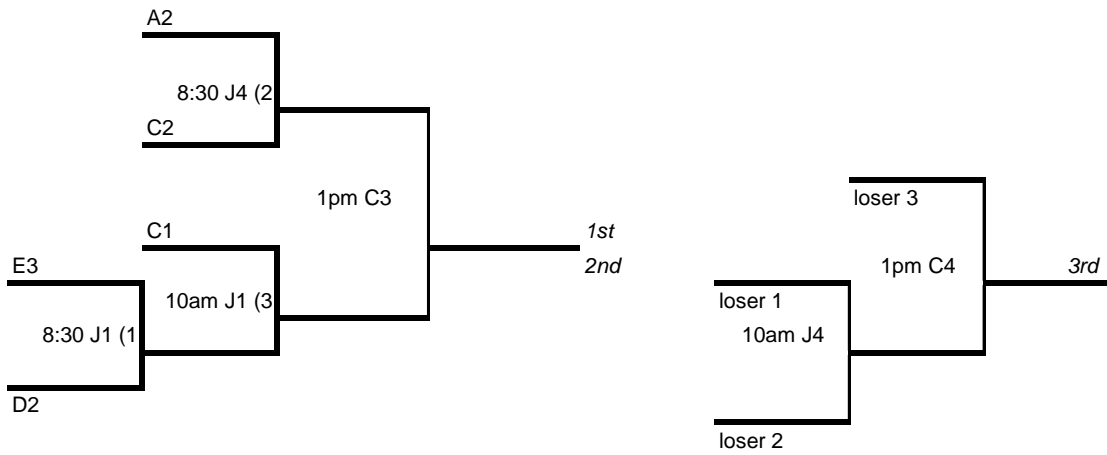 A2
8:30 J4 (2
C2
1pm C3
C1
E3
10am J1 (3
8:30 J1 (1
D2
1st
2nd
loser 3
1pm C4
3rd
loser 1
10am J4
loser 2